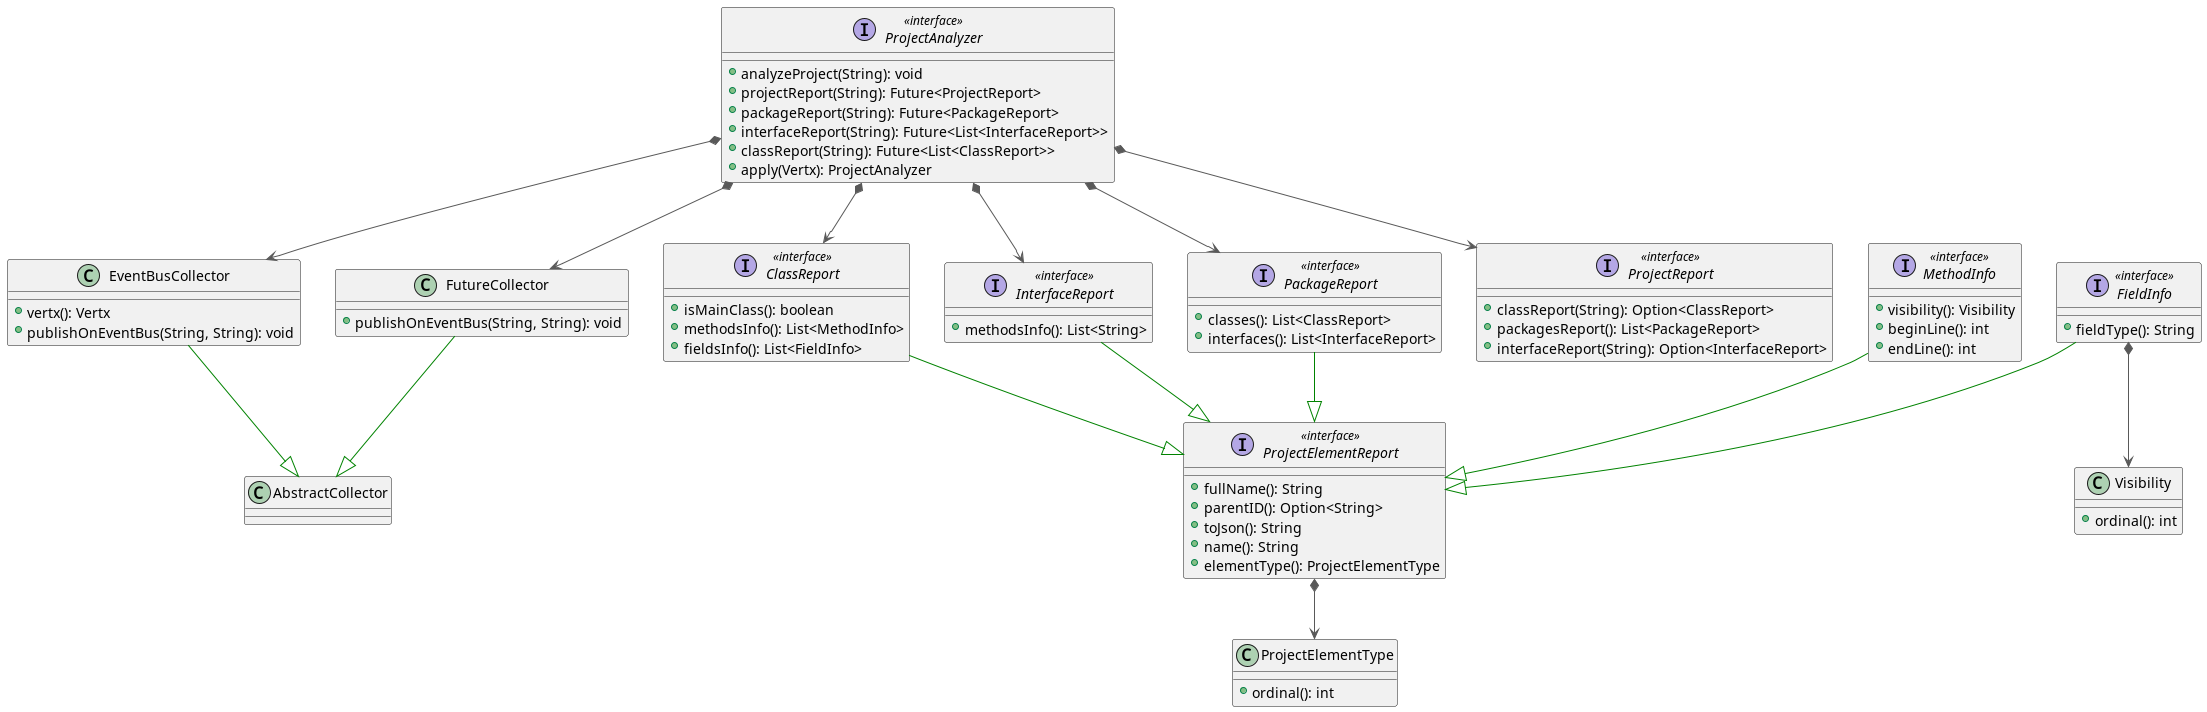 «interface»
I ProjectAnalyzer
analyzeProject(String): void
projectReport(String): Future<ProjectReport>
packageReport(String): Future<PackageReport>
interfaceReport(String): Future<List<InterfaceReport>>
classReport(String): Future<List<ClassReport>>
apply(Vertx): ProjectAnalyzer
C EventBusCollector
vertx(): Vertx
publishOnEventBus(String, String): void
C FutureCollector
publishOnEventBus(String, String): void
«interface»
I ClassReport
isMainClass(): boolean
methodsInfo(): List<MethodInfo>
fieldsInfo(): List<FieldInfo>
«interface»
I InterfaceReport
methodsInfo(): List<String>
«interface»
I PackageReport
classes(): List<ClassReport>
interfaces(): List<InterfaceReport>
«interface»
I ProjectReport
classReport(String): Option<ClassReport>
packagesReport(): List<PackageReport>
interfaceReport(String): Option<InterfaceReport>
«interface»
I MethodInfo
visibility(): Visibility
beginLine(): int
endLine(): int
«interface»
I FieldInfo
fieldType(): String
C AbstractCollector
«interface»
I ProjectElementReport
fullName(): String
parentID(): Option<String>
toJson(): String
name(): String
elementType(): ProjectElementType
C Visibility
ordinal(): int
C ProjectElementType
ordinal(): int